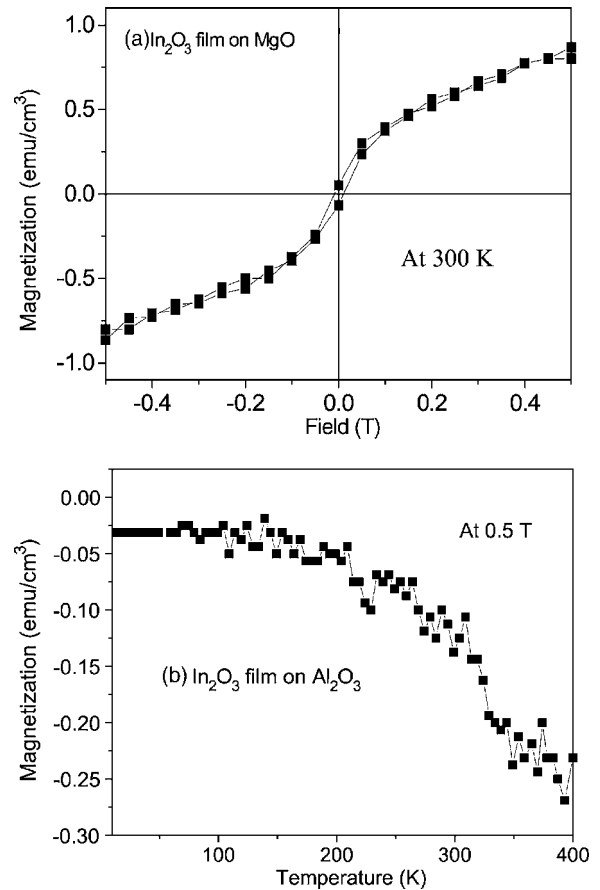 (a) In₂O₃ film on MgO
1.0
0.5
0.0
-0.5
-1.0
Magnetization (emu/cm³)
At 300 K
-0.4 -0.2 0.0 0.2 0.4
Field (T)
0.00
-0.05
-0.10
-0.15
-0.20
-0.25
-0.30
Magnetization (emu/cm³)
At 0.5 T
(b) In₂O₃ film on Al₂O₃
100 200 300 400
Temperature (K)